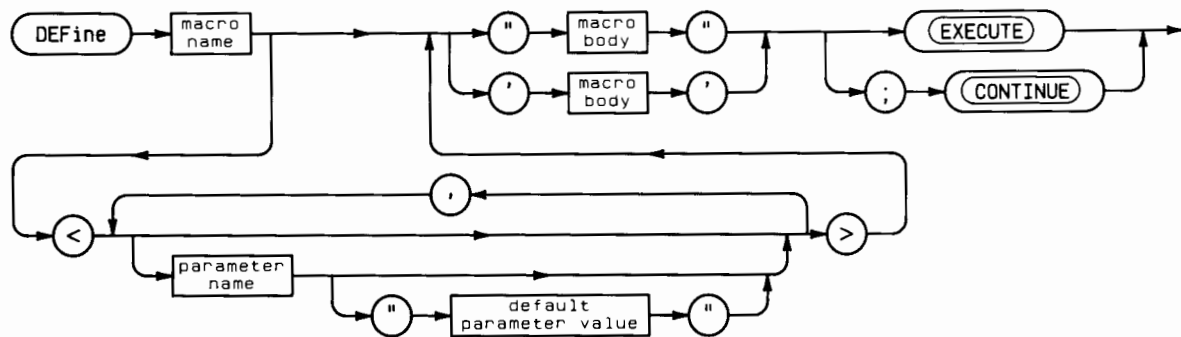 DEFine
macro
name
"
macro
body
"
EXECUTE
'
macro
body
'
;
CONTINUE
,
<
>
parameter
name
"
default
parameter value
"